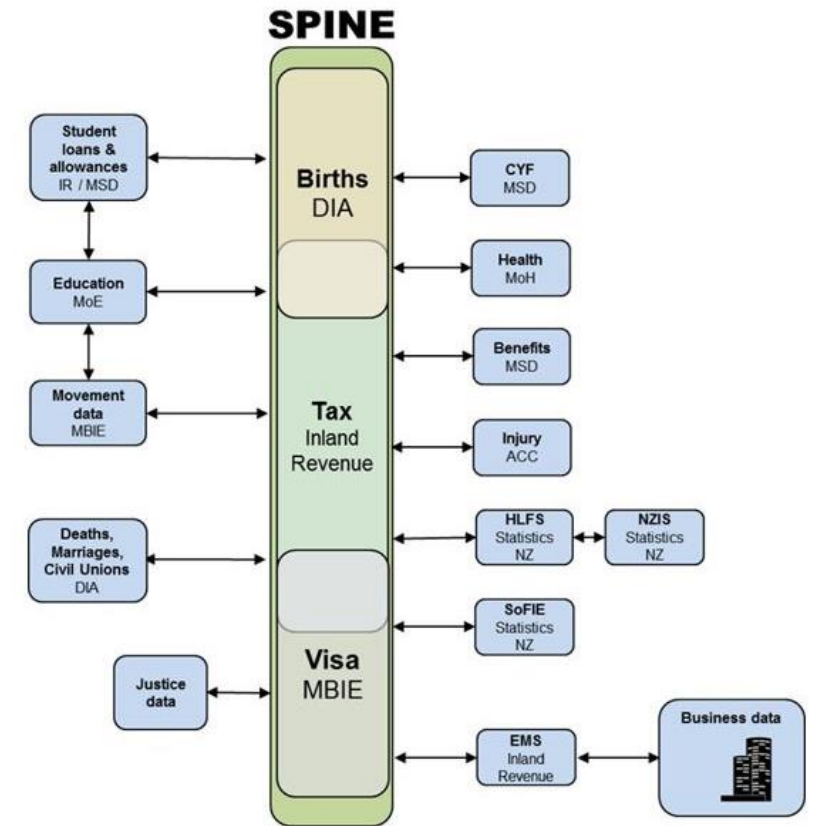 SPINE
Student
loans &
allowances
IR / MSD
Education
MoE
Movement
data
MBIE
Deaths,
Marriages,
Civil Unions
DIA
Justice
data
Births
DIA
Tax
Inland
Revenue
Visa
MBIE
CYF
MSD
Health
MoH
Benefits
MSD
Injury
ACC
HLFS
Statistics
NZ
NZIS
Statistics
NZ
SoFIE
Statistics
NZ
EMS
Inland
Revenue
Business data